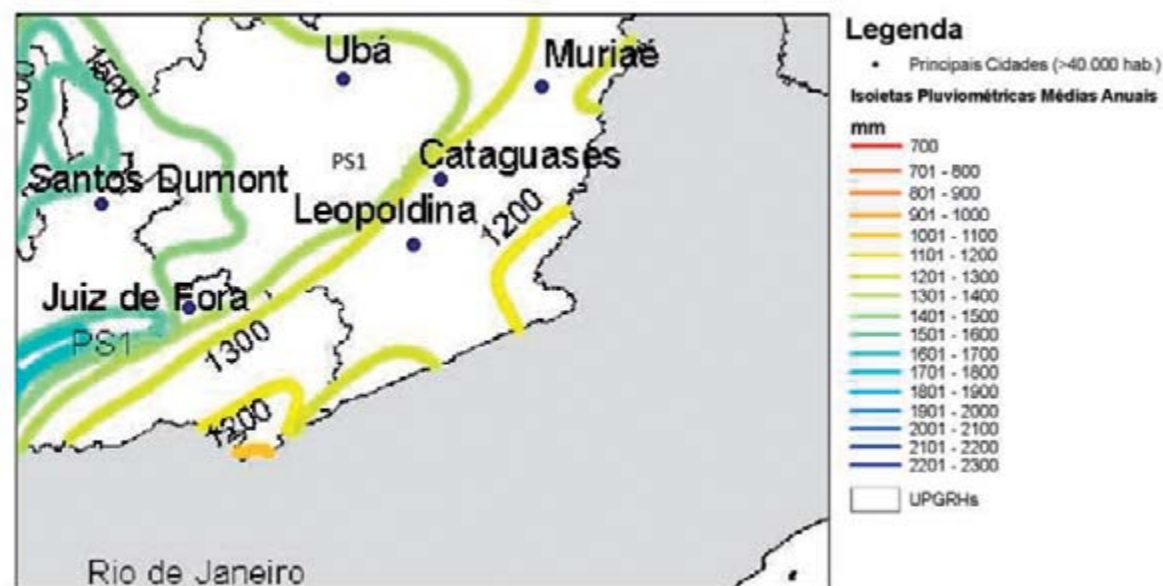 Ubá
Muriaé
1500
PS1
Cataguases
Santos Dumont
Leopoldina
1200
Juiz de Fora
PS1
1300
1200
Rio de Janeiro
Legenda
Principais Cidades (>40.000 hab.)
Isoietas Pluviométricas Médias Anuais
mm
700
701 - 800
801 - 900
901 - 1000
1001 - 1100
1101 - 1200
1201 - 1300
1301 - 1400
1401 - 1500
1501 - 1600
1601 - 1700
1701 - 1800
1801 - 1900
1901 - 2000
2001 - 2100
2101 - 2200
2201 - 2300
UPGRHs